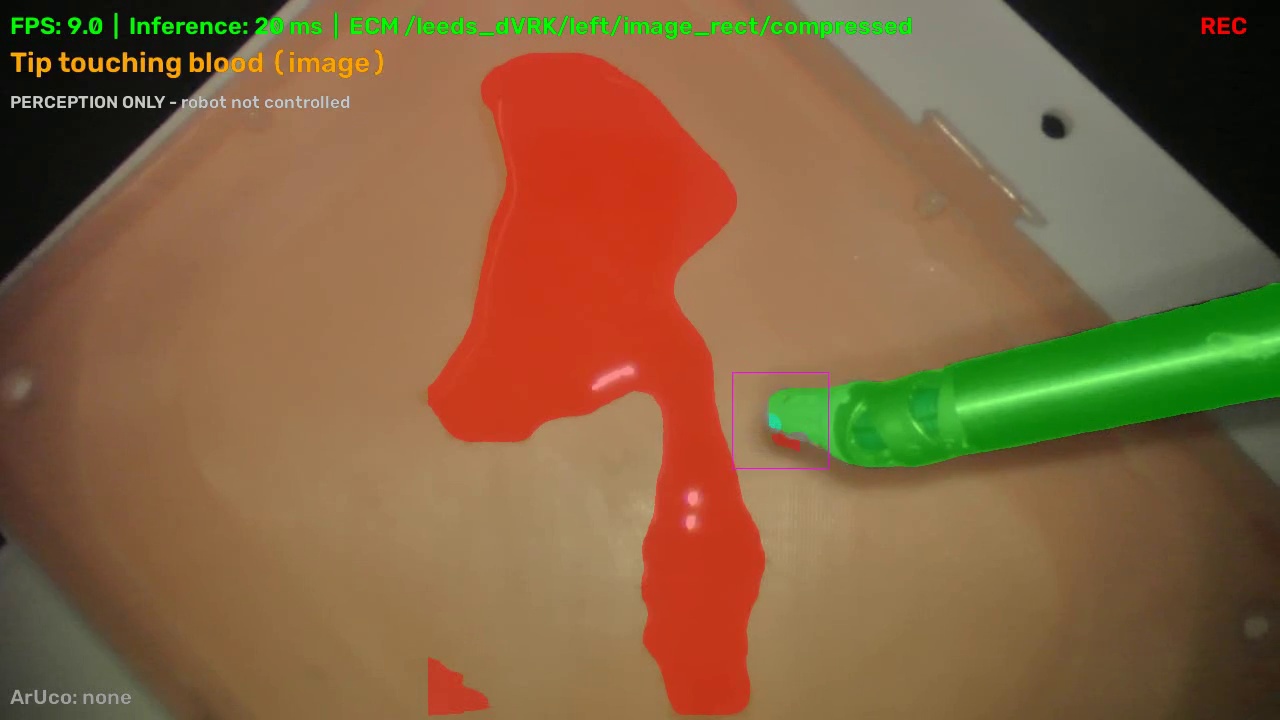 FPS: 9.0 | Inference: 20 ms | ECM /leeds_dVRK/left/image_rect/compressed
REC
Tip touching blood (image)
PERCEPTION ONLY - robot not controlled
ArUco: none